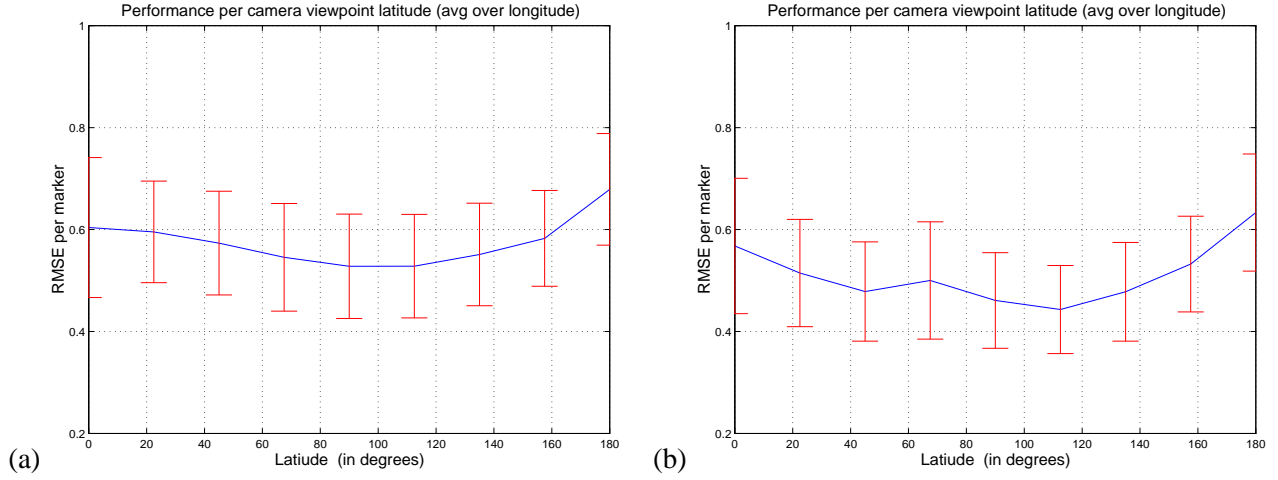 Performance per camera viewpoint latitude (avg over longitude)
1
0.8
0.6
0.4
0.2
RMSE per marker
0 20 40 60 80 100 120 140 160 180
Latiude (in degrees)
(a)
Performance per camera viewpoint latitude (avg over longitude)
1
0.8
0.6
0.4
0.2
RMSE per marker
0 20 40 60 80 100 120 140 160 180
Latiude (in degrees)
(b)